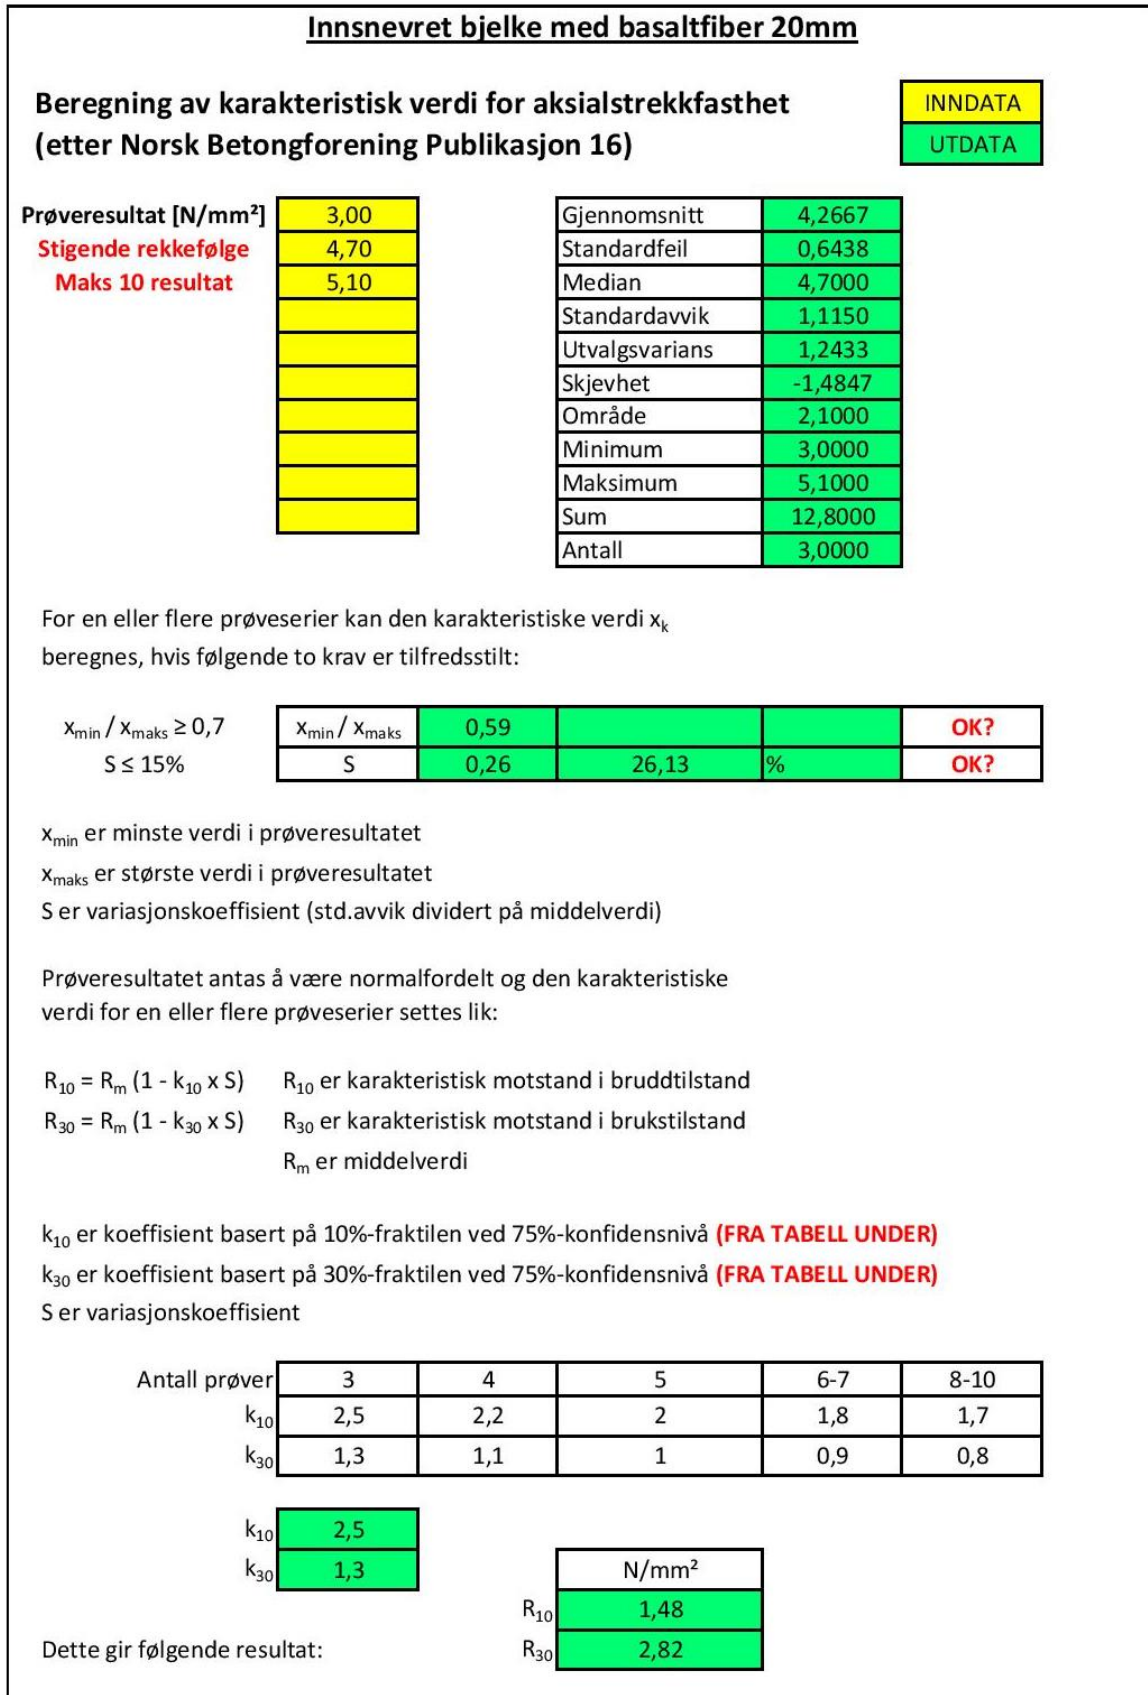 Innsnevret bjelke med basaltfiber 20mm
Beregning av karakteristisk verdi for aksialstrekkfasthet
(etter Norsk Betongforening Publikasjon 16)
INNDATA
UTDATA
Prøveresultat [N/mm²] 3,00
Stigende rekkefølge 4,70
Maks 10 resultat 5,10
Gjennomsnitt 4,2667
Standardfeil 0,6438
Median 4,7000
Standardavvik 1,1150
Utvalgsvarians 1,2433
Skjevhet -1,4847
Område 2,1000
Minimum 3,0000
Maksimum 5,1000
Sum 12,8000
Antall 3,0000
For en eller flere prøveserier kan den karakteristiske verdi xk
beregnes, hvis følgende to krav er tilfredsstilt:
xmin / xmaks ≥ 0,7 xmin / xmaks 0,59 OK?
S ≤ 15% S 0,26 26,13 % OK?
xmin er minste verdi i prøveresultatet
xmaks er største verdi i prøveresultatet
S er variasjonskoeffisient (std.avvik dividert på middelverdi)
Prøveresultatet antas å være normalfordelt og den karakteristiske
verdi for en eller flere prøveserier settes lik:
R10 = Rm (1 - k10 x S) R10 er karakteristisk motstand i bruddtilstand
R30 = Rm (1 - k30 x S) R30 er karakteristisk motstand i brukstilstand
Rm er middelverdi
k10 er koeffisient basert på 10%-fraktilen ved 75%-konfidensnivå (FRA TABELL UNDER)
k30 er koeffisient basert på 30%-fraktilen ved 75%-konfidensnivå (FRA TABELL UNDER)
S er variasjonskoeffisient
Antall prøver 3 4 5 6-7 8-10
k10 2,5 2,2 2 1,8 1,7
k30 1,3 1,1 1 0,9 0,8
k10 2,5
k30 1,3
N/mm²
R10 1,48
Dette gir følgende resultat: R30 2,82